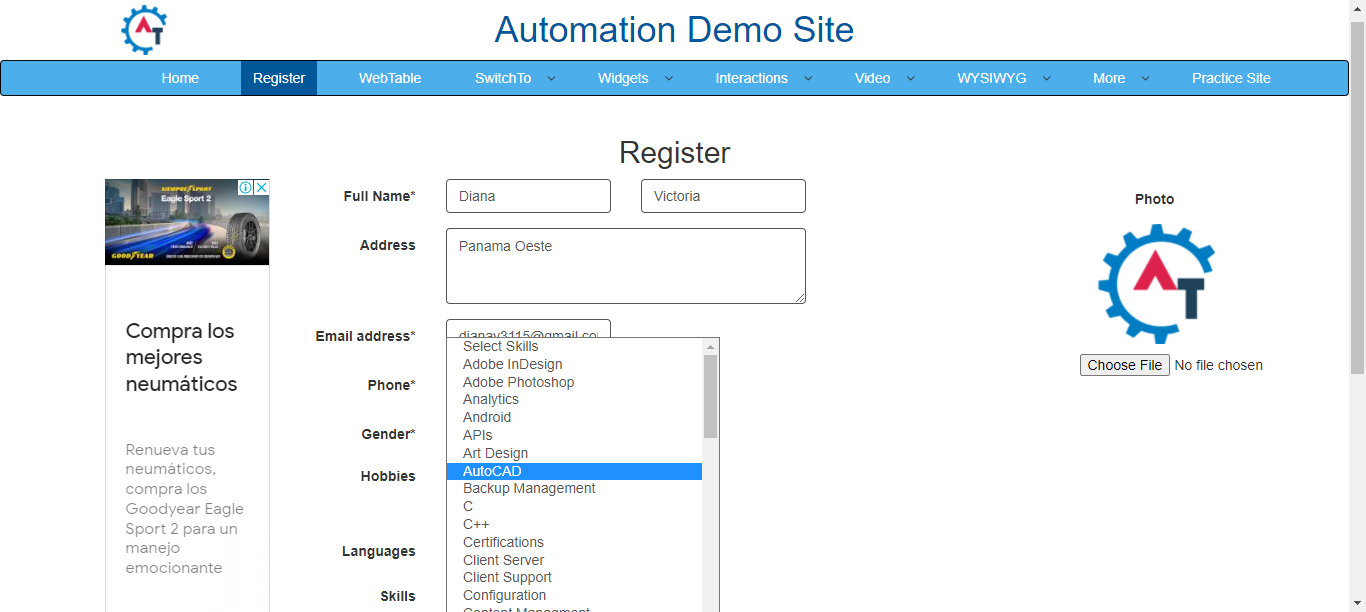 AT
Automation Demo Site
Home Register WebTable SwitchTo Widgets Interactions Video WYSIWYG More Practice Site
Register
SIEMPRE SPORT
Eagle Sport 2
GOODYEAR
Compra los
mejores
neumáticos
Renueva tus
neumáticos,
compra los
Goodyear Eagle
Sport 2 para un
manejo
emocionante
Full Name* Diana Victoria
Address Panama Oeste
Email address* dianav3115@gmail.co
Phone*
Gender*
Hobbies
Languages
Skills
Select Skills
Adobe InDesign
Adobe Photoshop
Analytics
Android
APIs
Art Design
AutoCAD
Backup Management
C
C++
Certifications
Client Server
Client Support
Configuration
Content Managment
Photo
AT
Choose File No file chosen